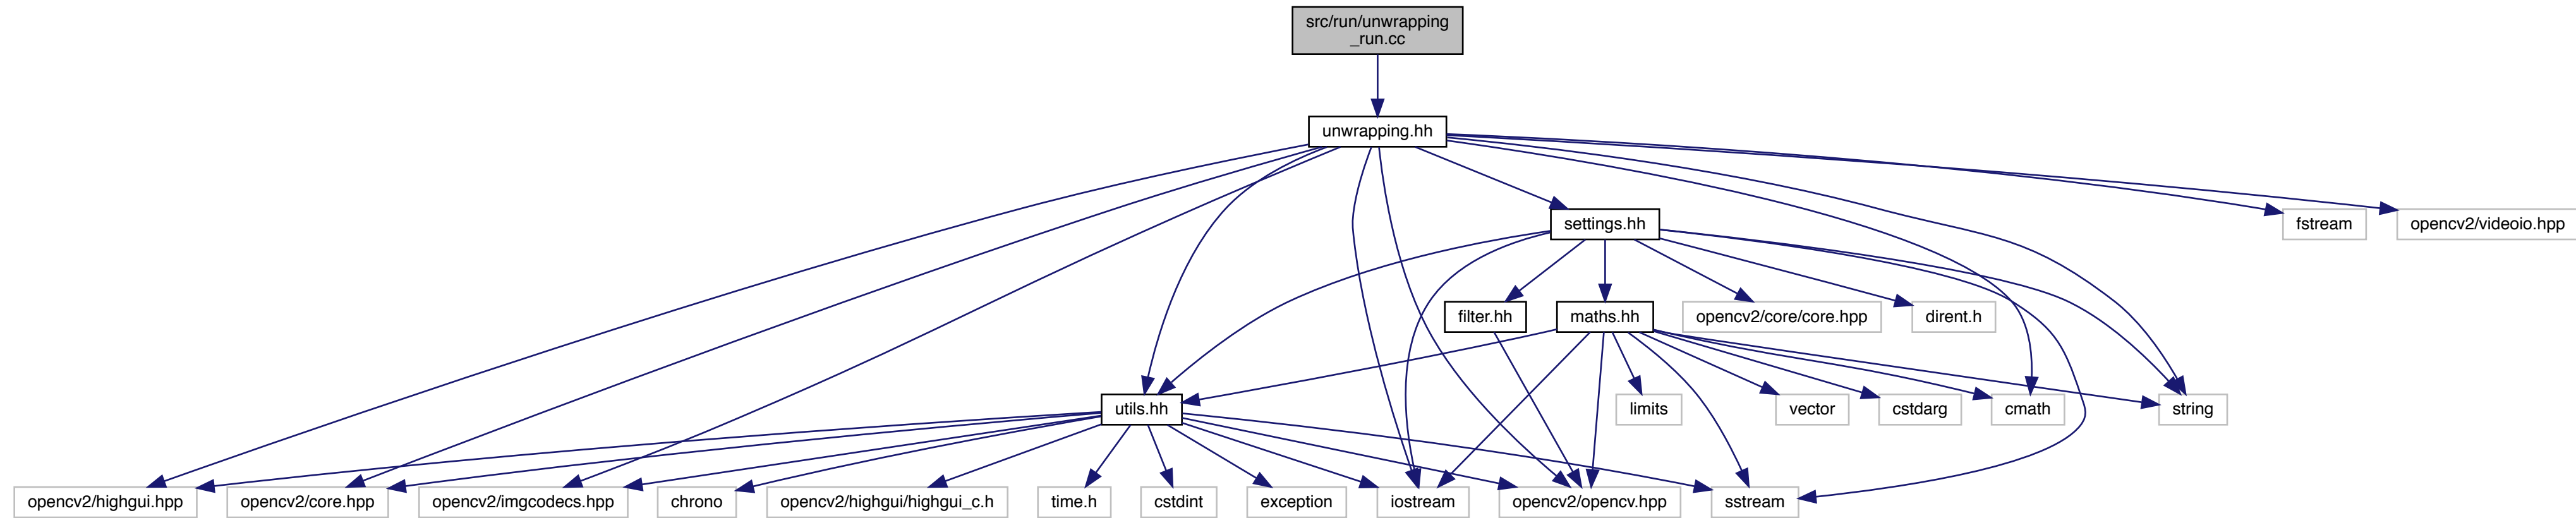 src/run/unwrapping
_run.cc
unwrapping.hh
settings.hh
fstream
opencv2/videoio.hpp
filter.hh
maths.hh
opencv2/core/core.hpp
dirent.h
utils.hh
limits
vector
cstdarg
cmath
string
opencv2/highgui.hpp
opencv2/core.hpp
opencv2/imgcodecs.hpp
chrono
opencv2/highgui/highgui_c.h
time.h
cstdint
exception
iostream
opencv2/opencv.hpp
sstream